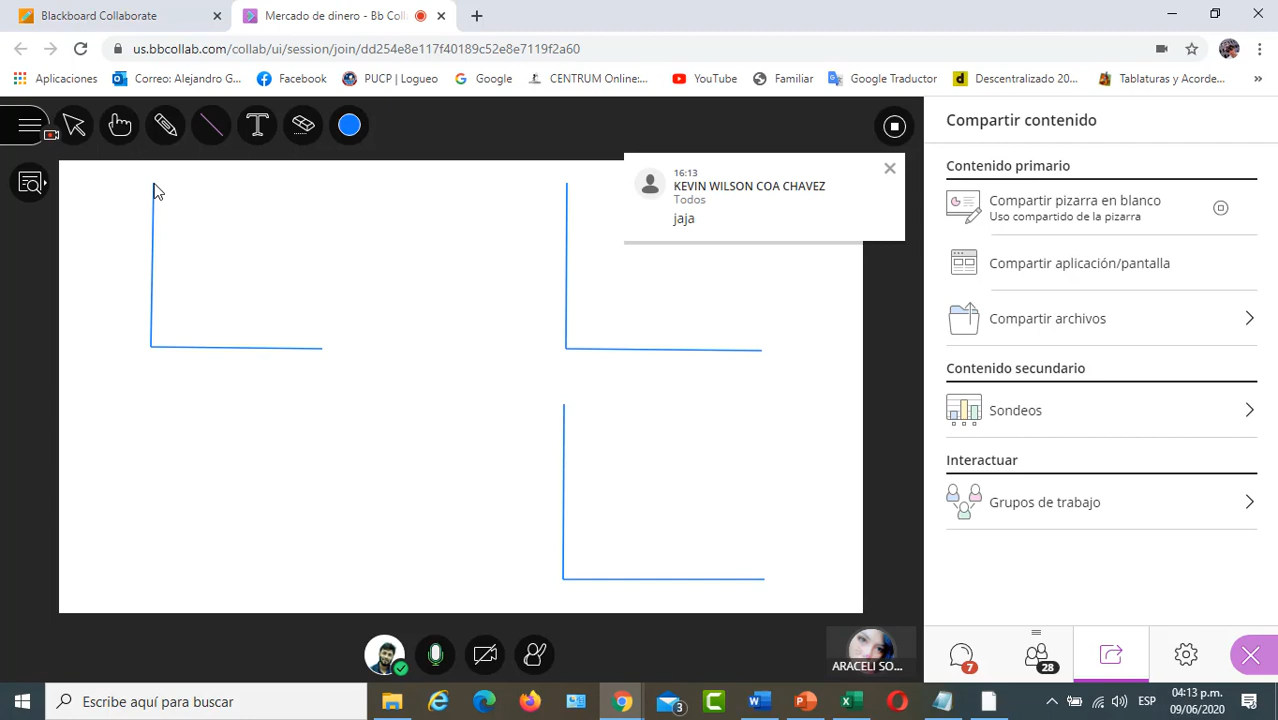 Blackboard Collaborate
Mercado de dinero - Bb Coll
us.bbcollab.com/collab/ui/session/join/dd254e8e117f40189c52e8e7119f2a60
Aplicaciones
Correo: Alejandro G...
Facebook
PUCP | Logueo
Google
CENTRUM Online:...
YouTube
Familiar
Google Traductor
Descentralizado 20...
Tablaturas y Acorde...
Compartir contenido
16:13
KEVIN WILSON COA CHAVEZ
Todos
jaja
Contenido primario
Compartir pizarra en blanco
Uso compartido de la pizarra
Compartir aplicación/pantalla
Compartir archivos
Contenido secundario
Sondeos
Interactuar
Grupos de trabajo
ARACELI SO...
7
28
Escribe aquí para buscar
3
ESP
04:13 p.m.
09/06/2020